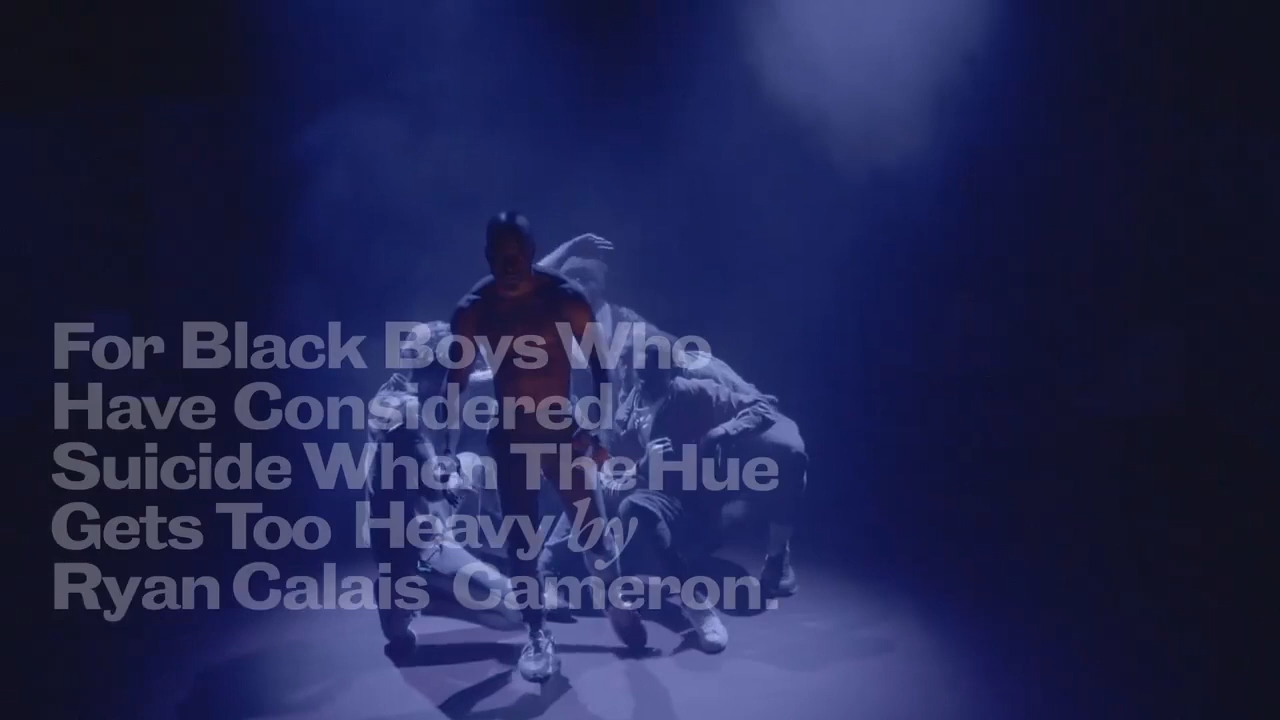 For Black Boys Who
Have Considered
Suicide When The Hue
Gets Too Heavy by
Ryan Calais Cameron.